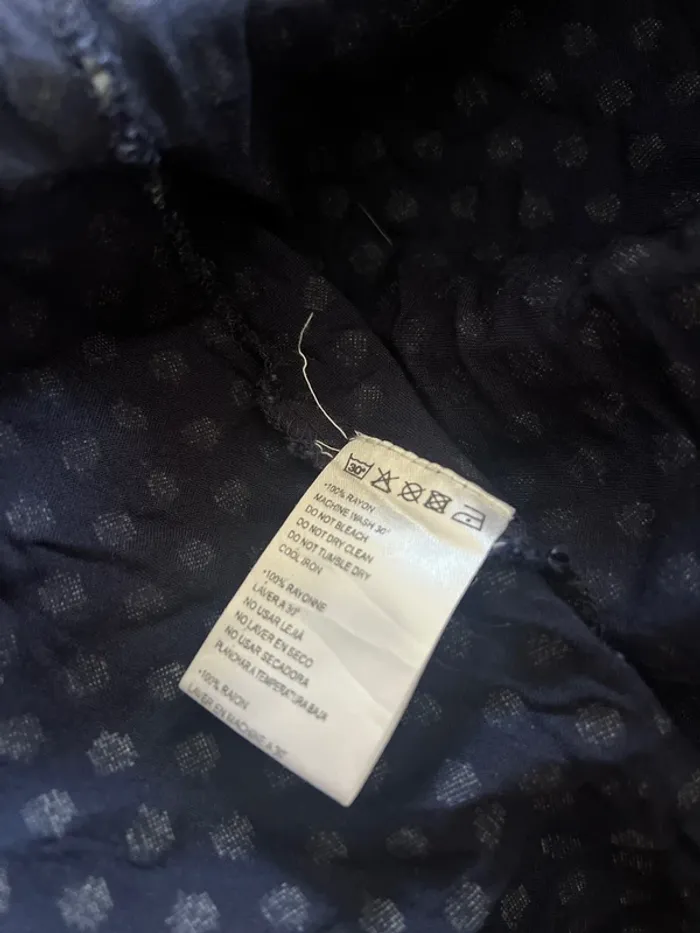 30°
*100% RAYON
MACHINE WASH 30°
DO NOT BLEACH
DO NOT DRY CLEAN
DO NOT TUMBLE DRY
COOL IRON
*100% RAYONNE
LAVER A 30°
NO USAR LEJIA
NO LAVER EN SECO
NO USAR SECADORA
PLANCHAR A TEMPERATURA BAJA
*100% RAYON
LAVER EN MACHINE A 30°